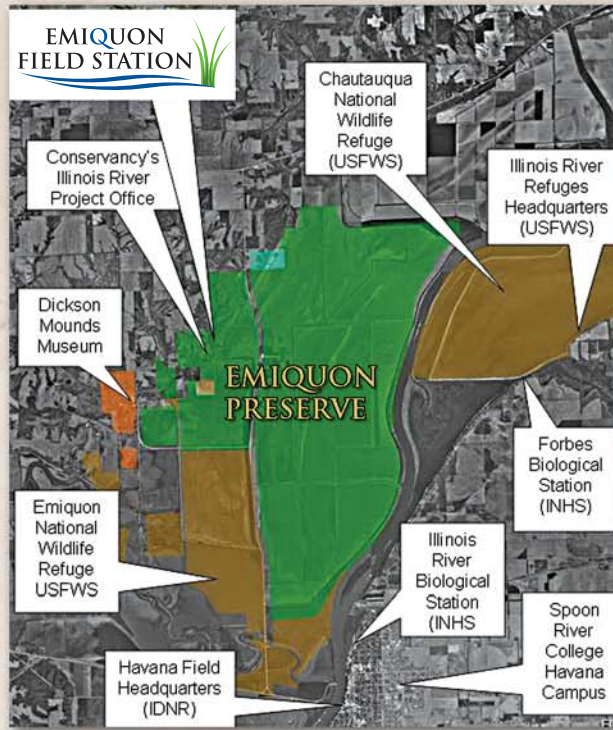 EMIQUON
FIELD STATION
Chautauqua
National
Wildlife
Refuge
(USFWS)
Conservancy's
Illinois River
Project Office
Illinois River
Refuges
Headquarters
(USFWS)
Dickson
Mounds
Museum
EMIQUON
PRESERVE
Forbes
Biological
Station
(INHS)
Emiquon
National
Wildlife
Refuge
USFWS
Illinois
River
Biological
Station
(INHS
Spoon
River
College
Havana
Campus
Havana Field
Headquarters
(IDNR)